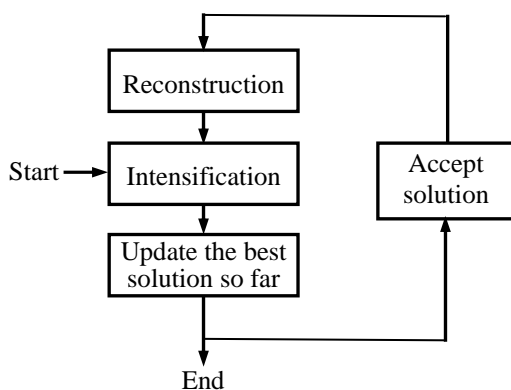 Reconstruction
Start
Intensification
Accept
solution
Update the best
solution so far
End